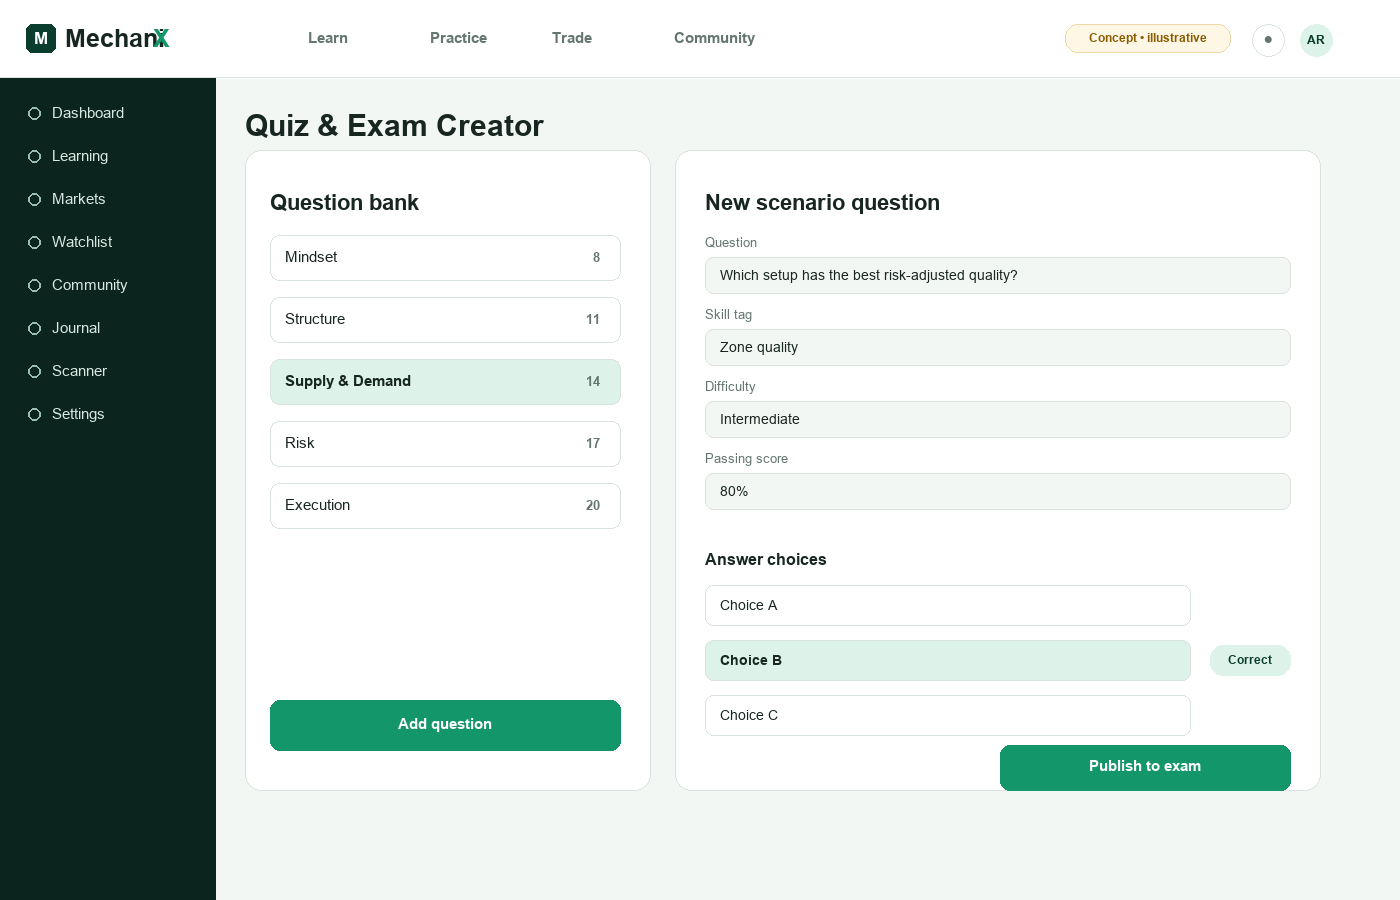 M MechaniX
Learn Practice Trade Community
Concept • illustrative
AR
Dashboard
Learning
Markets
Watchlist
Community
Journal
Scanner
Settings
Quiz & Exam Creator
Question bank
Mindset 8
Structure 11
Supply & Demand 14
Risk 17
Execution 20
Add question
New scenario question
Question
Which setup has the best risk-adjusted quality?
Skill tag
Zone quality
Difficulty
Intermediate
Passing score
80%
Answer choices
Choice A
Choice B Correct
Choice C
Publish to exam